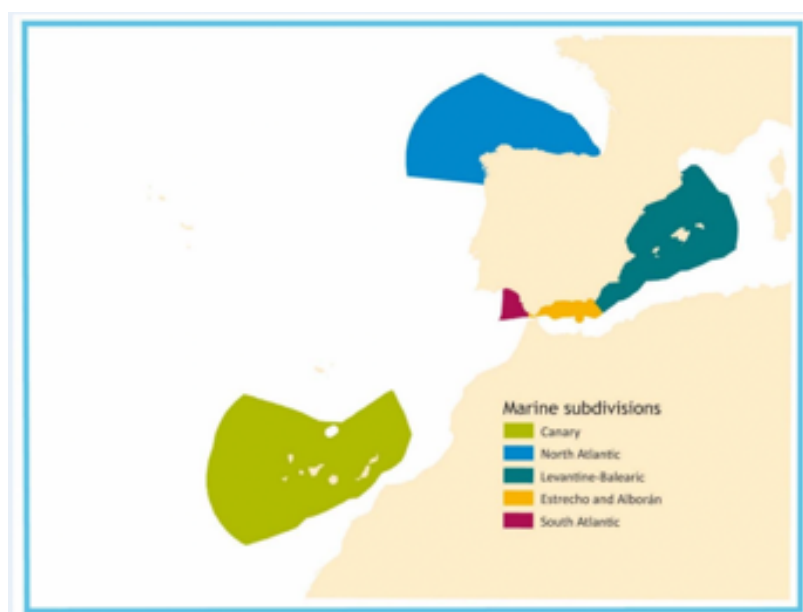 Marine subdivisions
Canary
North Atlantic
Levantine-Balearic
Estrecho and Alborán
South Atlantic